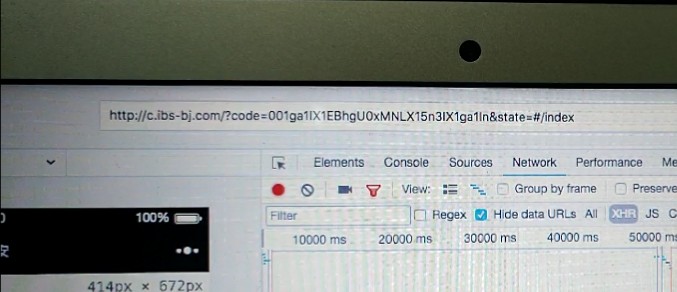 http://c.ibs-bj.com/?code=001ga1IX1EBhgU0xMNLX15n3IX1ga1In&state=#/index
Elements Console Sources Network Performance Me
View: Group by frame Preserve
100%
Filter Regex Hide data URLs All XHR JS C
10000 ms 20000 ms 30000 ms 40000 ms 50000 ms
414px × 672px